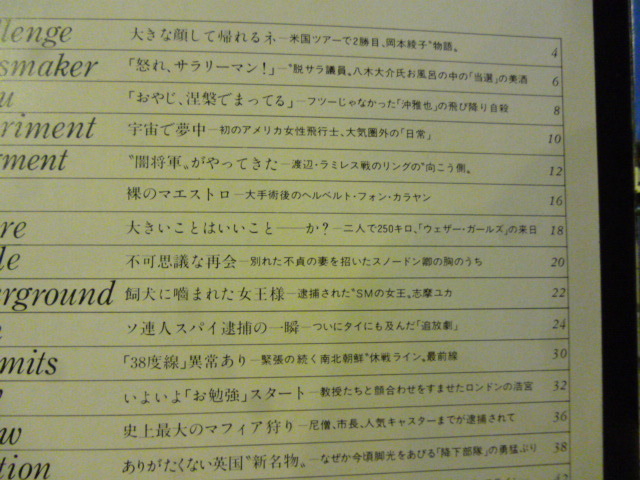 llenge 大きな顔して帰れるネ―米国ツアーで2勝目、岡本綾子"物語。 4
smaker 「怒れ、サラリーマン!」―"脱サラ議員。八木大介氏お風呂の中の「当選」の美酒 6
u 「おやじ、涅槃でまってる」―フツーじゃなかった「沖雅也」の飛び降り自殺 8
riment 宇宙で夢中―初のアメリカ女性飛行士、大気圏外の「日常」 10
gment "闇将軍〟がやってきた―渡辺・ラミレス戦のリングの"向こう側。 12
裸のマエストロ―大手術後のヘルベルト・フォン・カラヤン 16
re 大きいことはいいこと――か?―二人で250キロ、「ウェザー・ガールズ」の来日 18
le 不可思議な再会―別れた不貞の妻を招いたスノードン卿の胸のうち 20
rground 飼犬に嚙まれた女王様―逮捕された"SMの女王。志摩ユカ 22
ソ連人スパイ逮捕の一瞬―ついにタイにも及んだ「追放劇」 24
mits 「38度線」異常あり―緊張の続く南北朝鮮"休戦ライン。最前線 30
いよいよ「お勉強」スタート―教授たちと顔合わせをすませたロンドンの浩宮 32
w 史上最大のマフィア狩り―尼僧、市長、人気キャスターまでが逮捕されて 36
tion ありがたくない英国"新名物。―なぜか今頃脚光をあびる「降下部隊」の勇猛ぶり 38